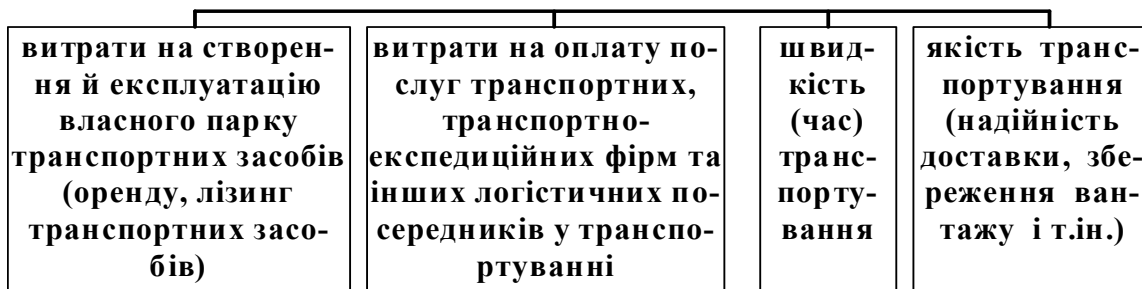 витрати на створен-
ня й експлуатацію
власного парку
транспортних засобів
(оренду, лізинг
транспортних засо-
бів)
витрати на оплату по-
слуг транспортних,
транспортно-
експедиційних фірм та
інших логістичних по-
середників у транспо-
ртуванні
швид-
кість
(час)
транс-
порту-
вання
якість транс-
портування
(надійність
доставки, збе-
реження ван-
тажу і т.ін.)